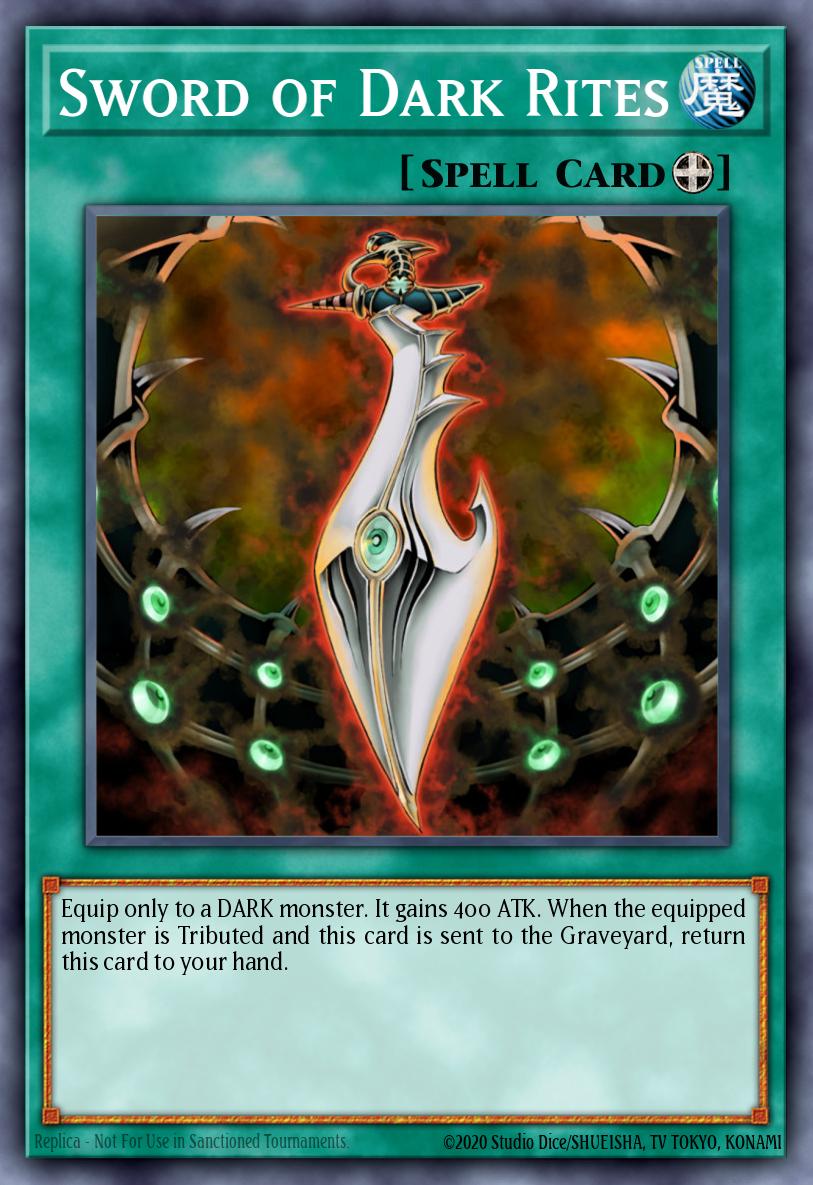 SWORD OF DARK RITES
SPELL
魔
[SPELL CARD]
Equip only to a DARK monster. It gains 400 ATK. When the equipped
monster is Tributed and this card is sent to the Graveyard, return
this card to your hand.
Replica - Not For Use in Sanctioned Tournaments.
©2020 Studio Dice/SHUEISHA, TV TOKYO, KONAMI